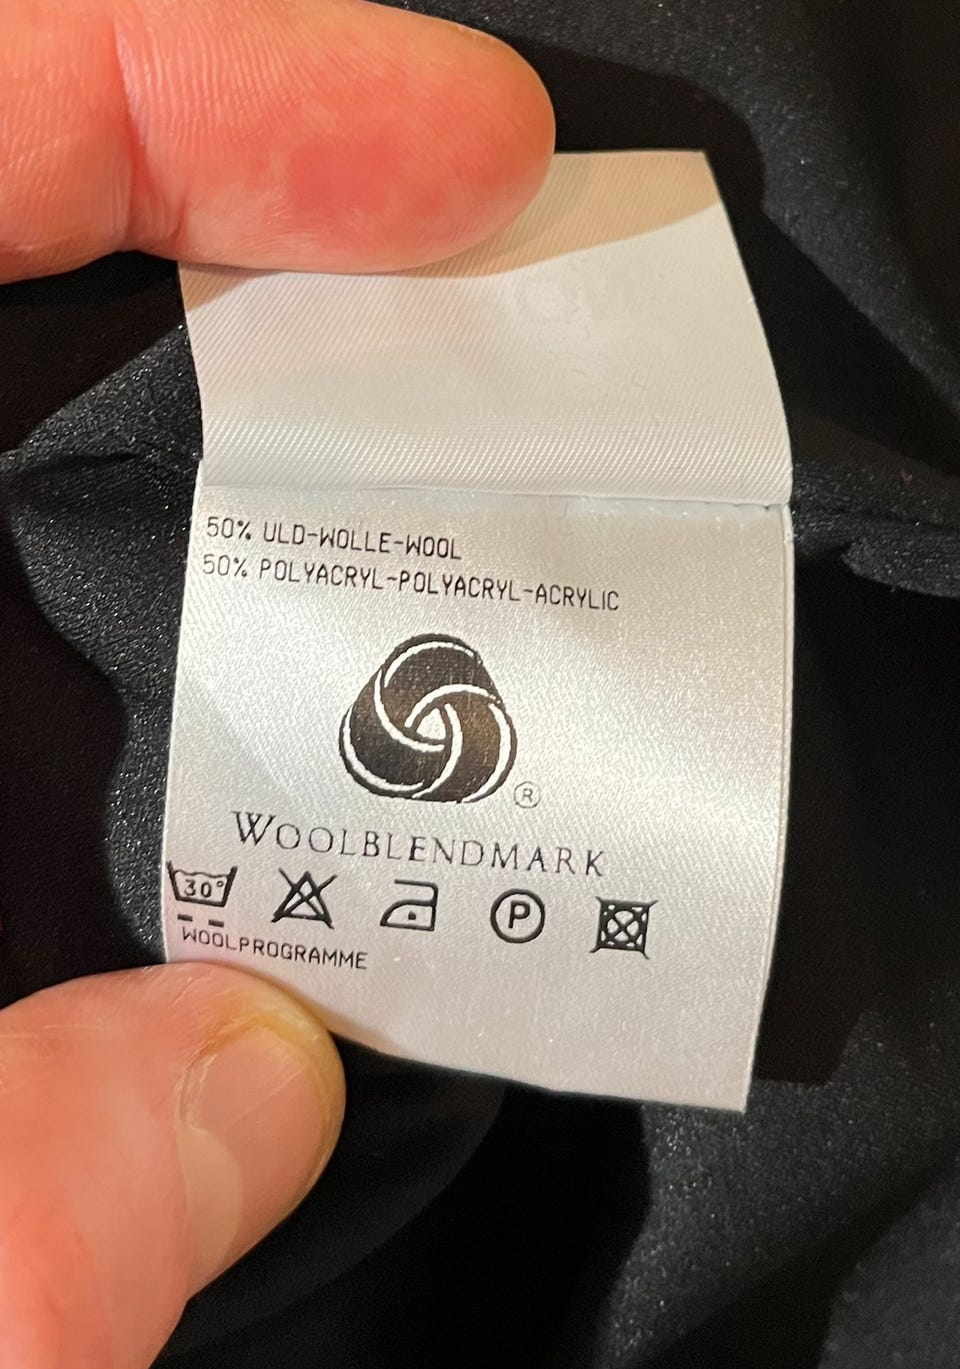 50% ULD-WOLLE-WOOL
50% POLYACRYL-POLYACRYL-ACRYLIC
®
WOOLBLENDMARK
30° P
WOOLPROGRAMME